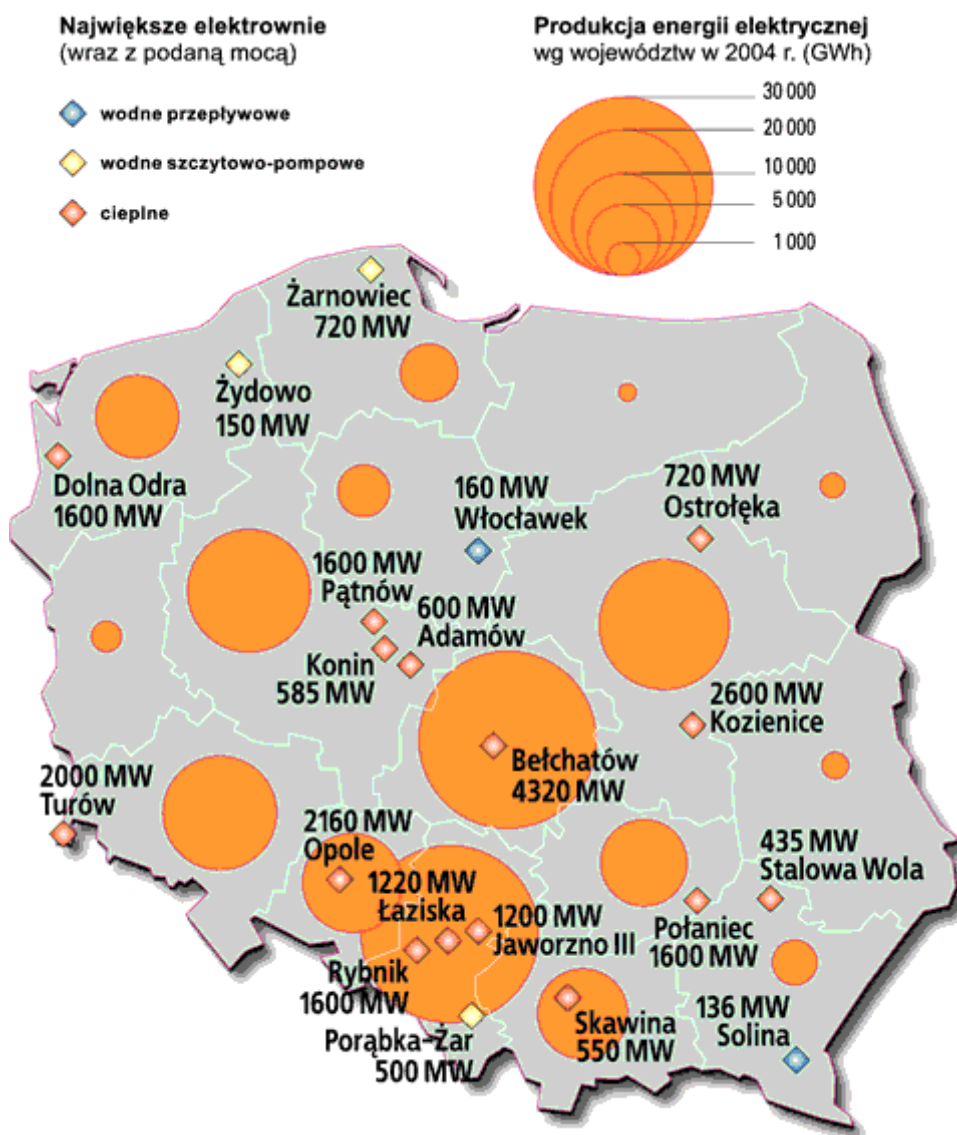 Największe elektrownie
(wraz z podaną mocą)
wodne przepływowe
wodne szczytowo-pompowe
cieplne
Produkcja energii elektrycznej
wg województw w 2004 r. (GWh)
30 000
20 000
10 000
5 000
1 000
Żarnowiec
720 MW
Żydowo
150 MW
Dolna Odra
1600 MW
160 MW
Włocławek
720 MW
Ostrołęka
1600 MW
Pątnów
600 MW
Adamów
Konin
585 MW
2600 MW
Kozienice
Bełchatów
4320 MW
2000 MW
Turów
2160 MW
Opole
1220 MW
Łaziska
1200 MW
Jaworzno III
435 MW
Stalowa Wola
Połaniec
1600 MW
Rybnik
1600 MW
Porąbka-Żar
500 MW
Skawina
550 MW
136 MW
Solina